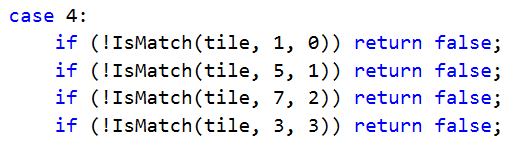 case 4:
    if (!IsMatch(tile, 1, 0)) return false;
    if (!IsMatch(tile, 5, 1)) return false;
    if (!IsMatch(tile, 7, 2)) return false;
    if (!IsMatch(tile, 3, 3)) return false;